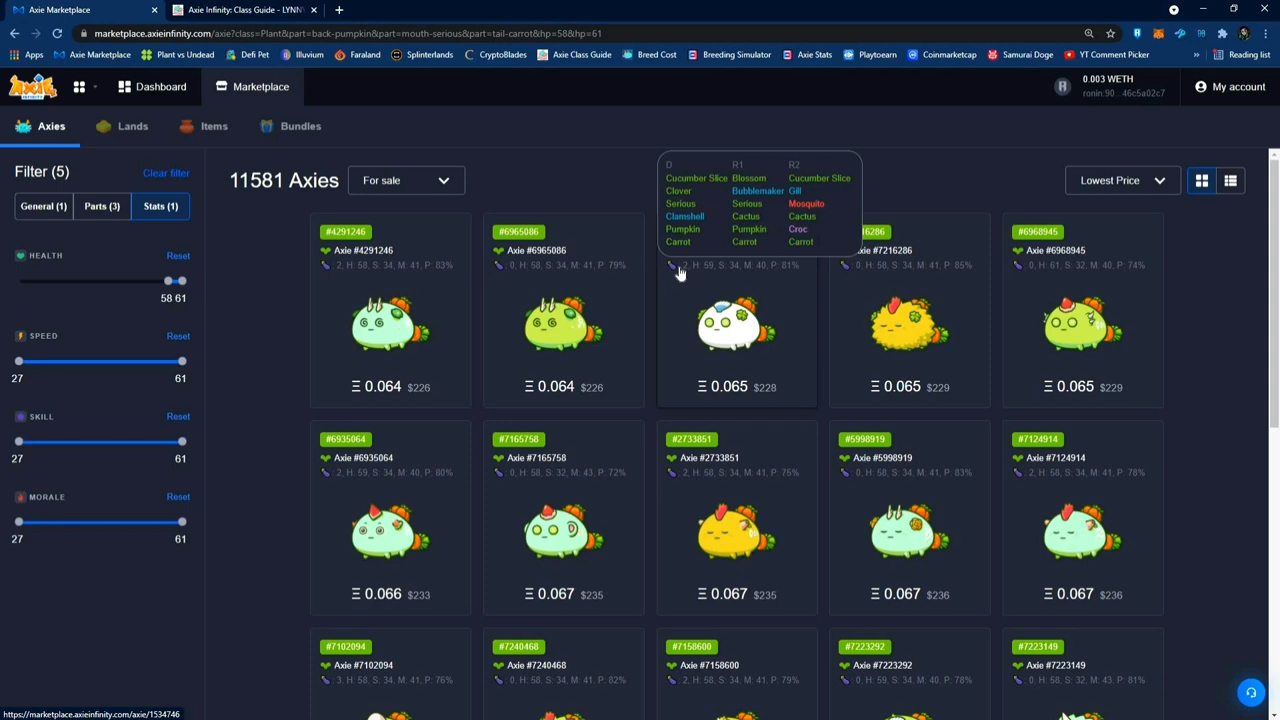 Axie Marketplace
Axie Infinity: Class Guide - LYNN
marketplace.axieinfinity.com/axie?class=Plant&part=back-pumpkin&part=mouth-serious&part=tail-carrot&hp=58&hp=61
Apps Axie Marketplace Plant vs Undead Defi Pet Illuvium Faraland Splinterlands CryptoBlades Axie Class Guide Breed Cost Breeding Simulator Axie Stats Playtoearn Coinmarketcap Samurai Doge YT Comment Picker Reading list
AXIE INFINITY Dashboard Marketplace 0.003 WETH My account
ronin:90...46c5a02c7
Axies Lands Items Bundles
Filter (5) Clear filter
General (1) Parts (3) Stats (1)
HEALTH Reset
58 61
SPEED Reset
27 61
SKILL Reset
27 61
MORALE Reset
27 61
11581 Axies For sale Lowest Price
D R1 R2
Cucumber Slice Blossom Cucumber Slice
Clover Bubblemaker Gill
Serious Serious Mosquito
Clamshell Cactus Cactus
Pumpkin Pumpkin Croc
Carrot Carrot Carrot
#4291246 #6965086 16286 #6968945
Axie #4291246 Axie #6965086 Axie #7216286 Axie #6968945
: 2, H: 58, S: 34, M: 41, P: 83% : 0, H: 58, S: 34, M: 41, P: 79% 2, H: 59, S: 34, M: 40, P: 81% : 0, H: 58, S: 34, M: 41, P: 85% : 0, H: 61, S: 32, M: 40, P: 74%
Ξ 0.064 $226 Ξ 0.064 $226 Ξ 0.065 $228 Ξ 0.065 $229 Ξ 0.065 $229
#6935064 #7165758 #2733851 #5998919 #7124914
Axie #6935064 Axie #7165758 Axie #2733851 Axie #5998919 Axie #7124914
: 2, H: 59, S: 34, M: 40, P: 80% : 0, H: 58, S: 32, M: 43, P: 72% : 2, H: 58, S: 34, M: 41, P: 75% : 0, H: 58, S: 34, M: 41, P: 83% : 2, H: 58, S: 34, M: 41, P: 78%
Ξ 0.066 $233 Ξ 0.067 $235 Ξ 0.067 $235 Ξ 0.067 $236 Ξ 0.067 $236
#7102094 #7240468 #7158600 #7223292 #7223149
Axie #7102094 Axie #7240468 Axie #7158600 Axie #7223292 Axie #7223149
: 3, H: 58, S: 34, M: 41, P: 76% : 0, H: 58, S: 34, M: 41, P: 82% : 2, H: 58, S: 34, M: 41, P: 79% : 0, H: 59, S: 34, M: 40, P: 78% : 0, H: 58, S: 32, M: 43, P: 81%
https://marketplace.axieinfinity.com/axie/1534746